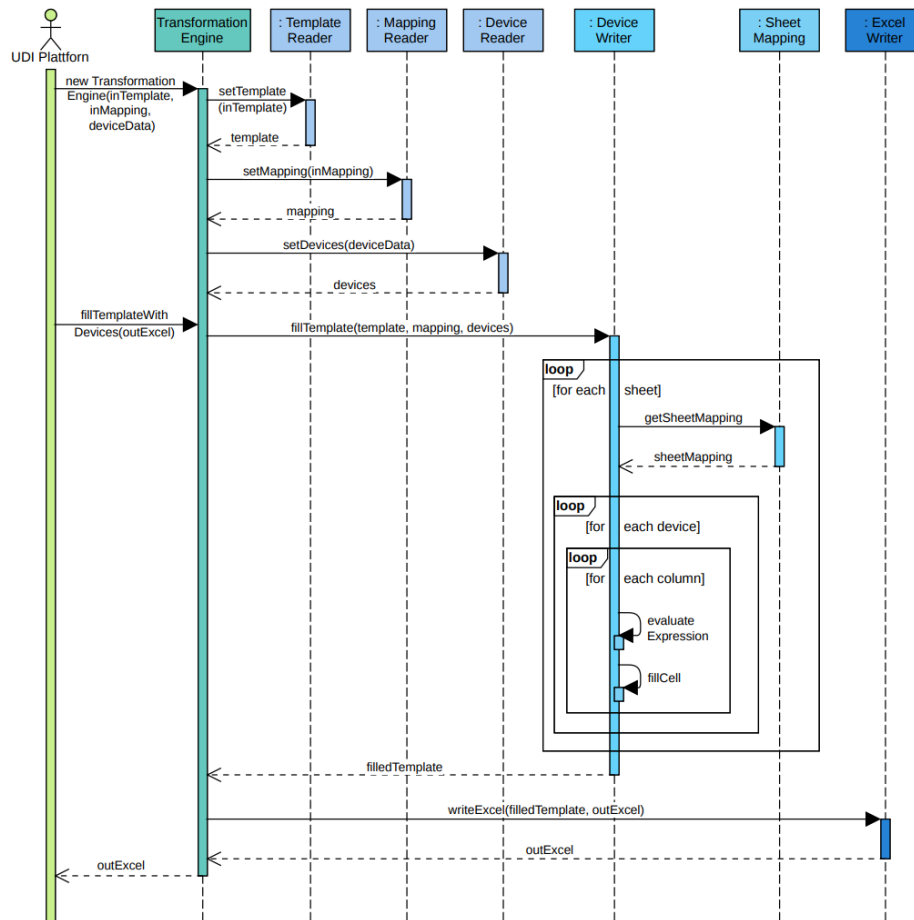 UDI Plattforn
Transformation
Engine
: Template
Reader
: Mapping
Reader
: Device
Reader
: Device
Writer
: Sheet
Mapping
: Excel
Writer
new Transformation
Engine(inTemplate,
inMapping,
deviceData)
setTemplate
(inTemplate)
template
setMapping(inMapping)
mapping
setDevices(deviceData)
devices
fillTemplateWith
Devices(outExcel)
fillTemplate(template, mapping, devices)
loop
[for each sheet]
getSheetMapping
sheetMapping
loop
[for each device]
loop
[for each column]
evaluate
Expression
fillCell
filledTemplate
writeExcel(filledTemplate, outExcel)
outExcel
outExcel